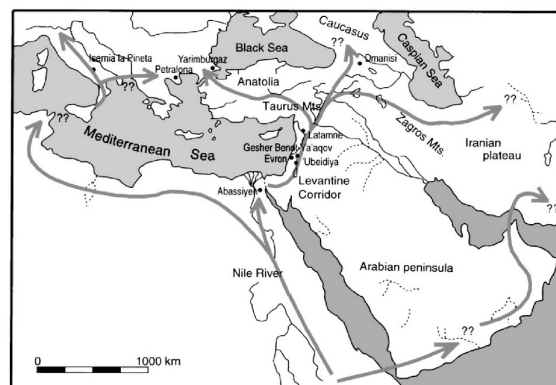 Caucasus
??
Black Sea
Caspian Sea
Isernia la Pineta
Yarimburgaz
Dmanisi
Petralona
??
Anatolia
??
Taurus Mts.
??
Mediterranean Sea
Latamne
Zagros Mts.
Gesher Benot Ya'aqov
Iranian
plateau
Evron
Ubeidiya
Abassiyeh
Levantine
Corridor
??
Nile River
Arabian peninsula
??
0
1000 km